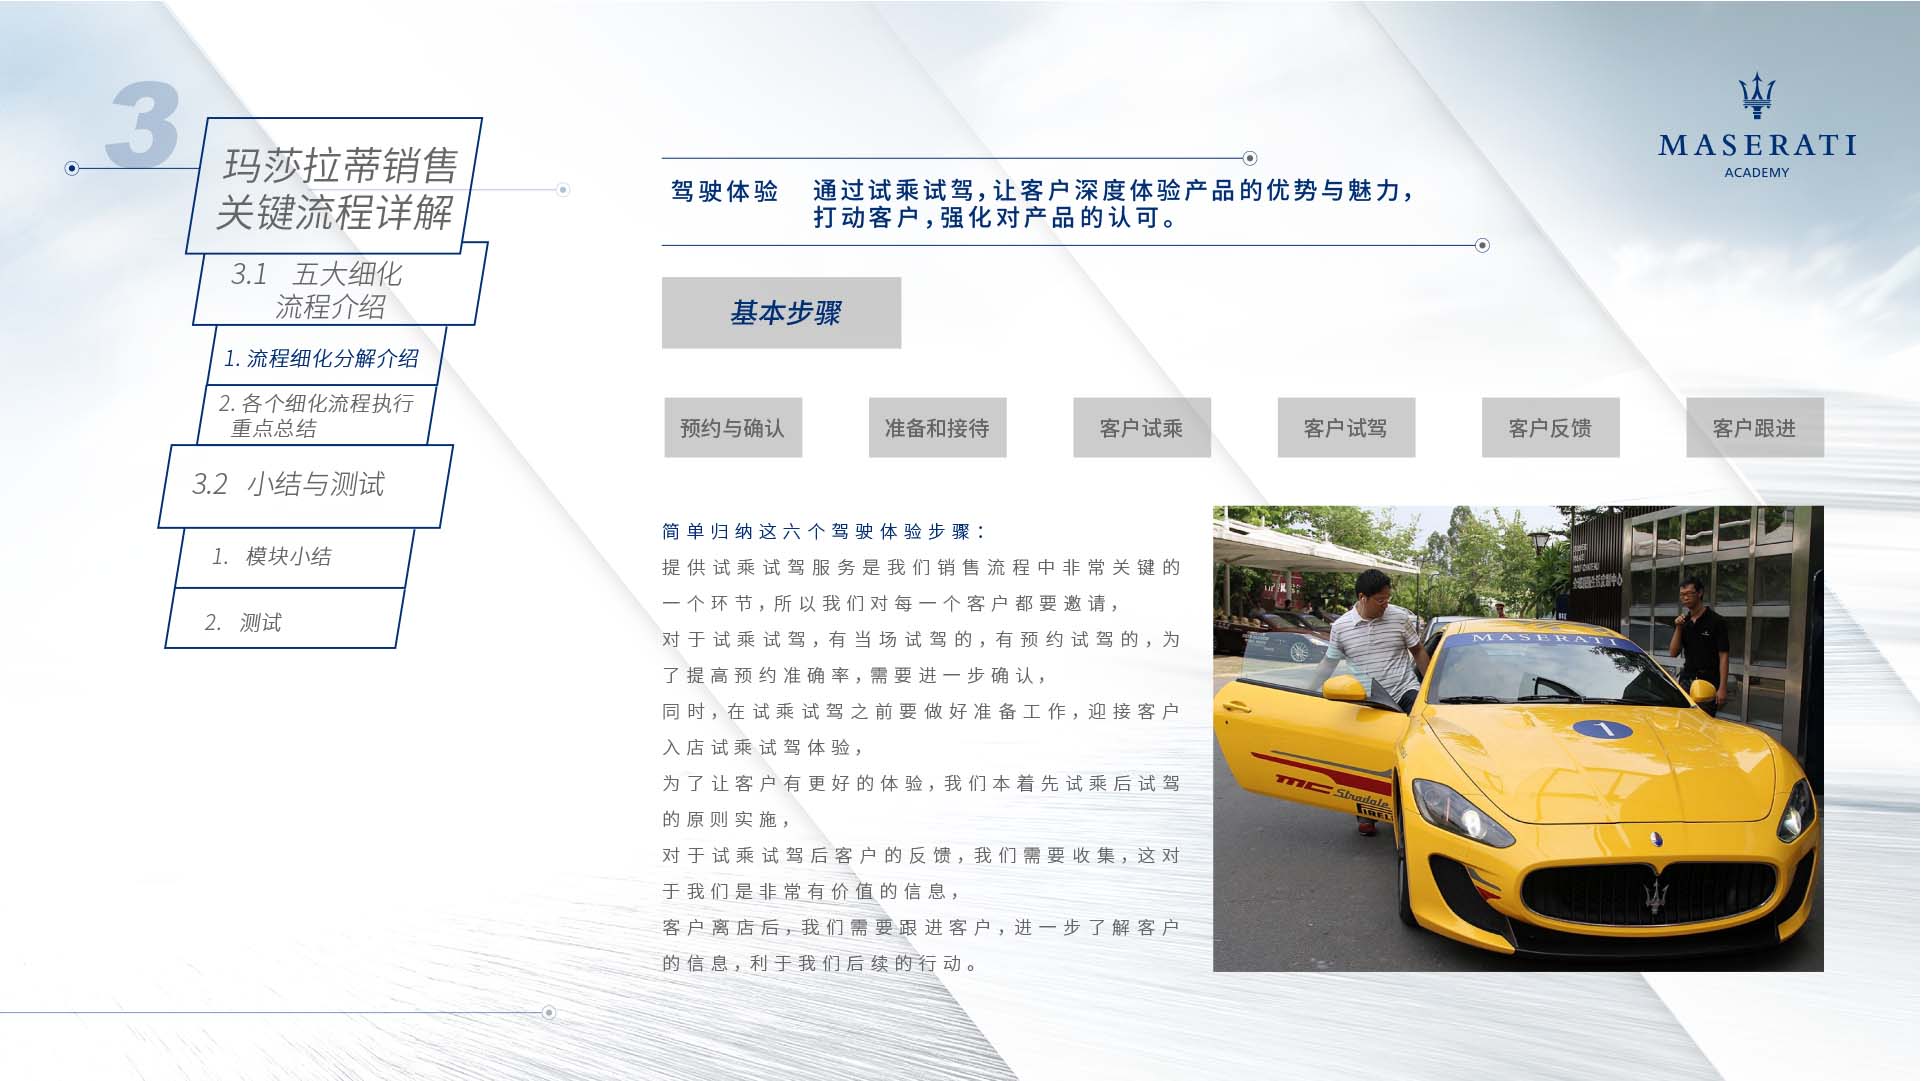 3
玛莎拉蒂销售
关键流程详解
3.1 五大细化
流程介绍
1. 流程细化分解介绍
2. 各个细化流程执行
重点总结
3.2 小结与测试
1. 模块小结
2. 测试
MASERATI
ACADEMY
驾驶体验 通过试乘试驾,让客户深度体验产品的优势与魅力,
打动客户,强化对产品的认可。
基本步骤
预约与确认 准备和接待 客户试乘 客户试驾 客户反馈 客户跟进
简单归纳这六个驾驶体验步骤：
提供试乘试驾服务是我们销售流程中非常关键的
一个环节,所以我们对每一个客户都要邀请,
对于试乘试驾,有当场试驾的,有预约试驾的,为
了提高预约准确率,需要进一步确认,
同时,在试乘试驾之前要做好准备工作,迎接客户
入店试乘试驾体验,
为了让客户有更好的体验,我们本着先试乘后试驾
的原则实施,
对于试乘试驾后客户的反馈,我们需要收集,这对
于我们是非常有价值的信息,
客户离店后,我们需要跟进客户,进一步了解客户
的信息,利于我们后续的行动。
MASERATI
1
MC
Stradale
PIREL